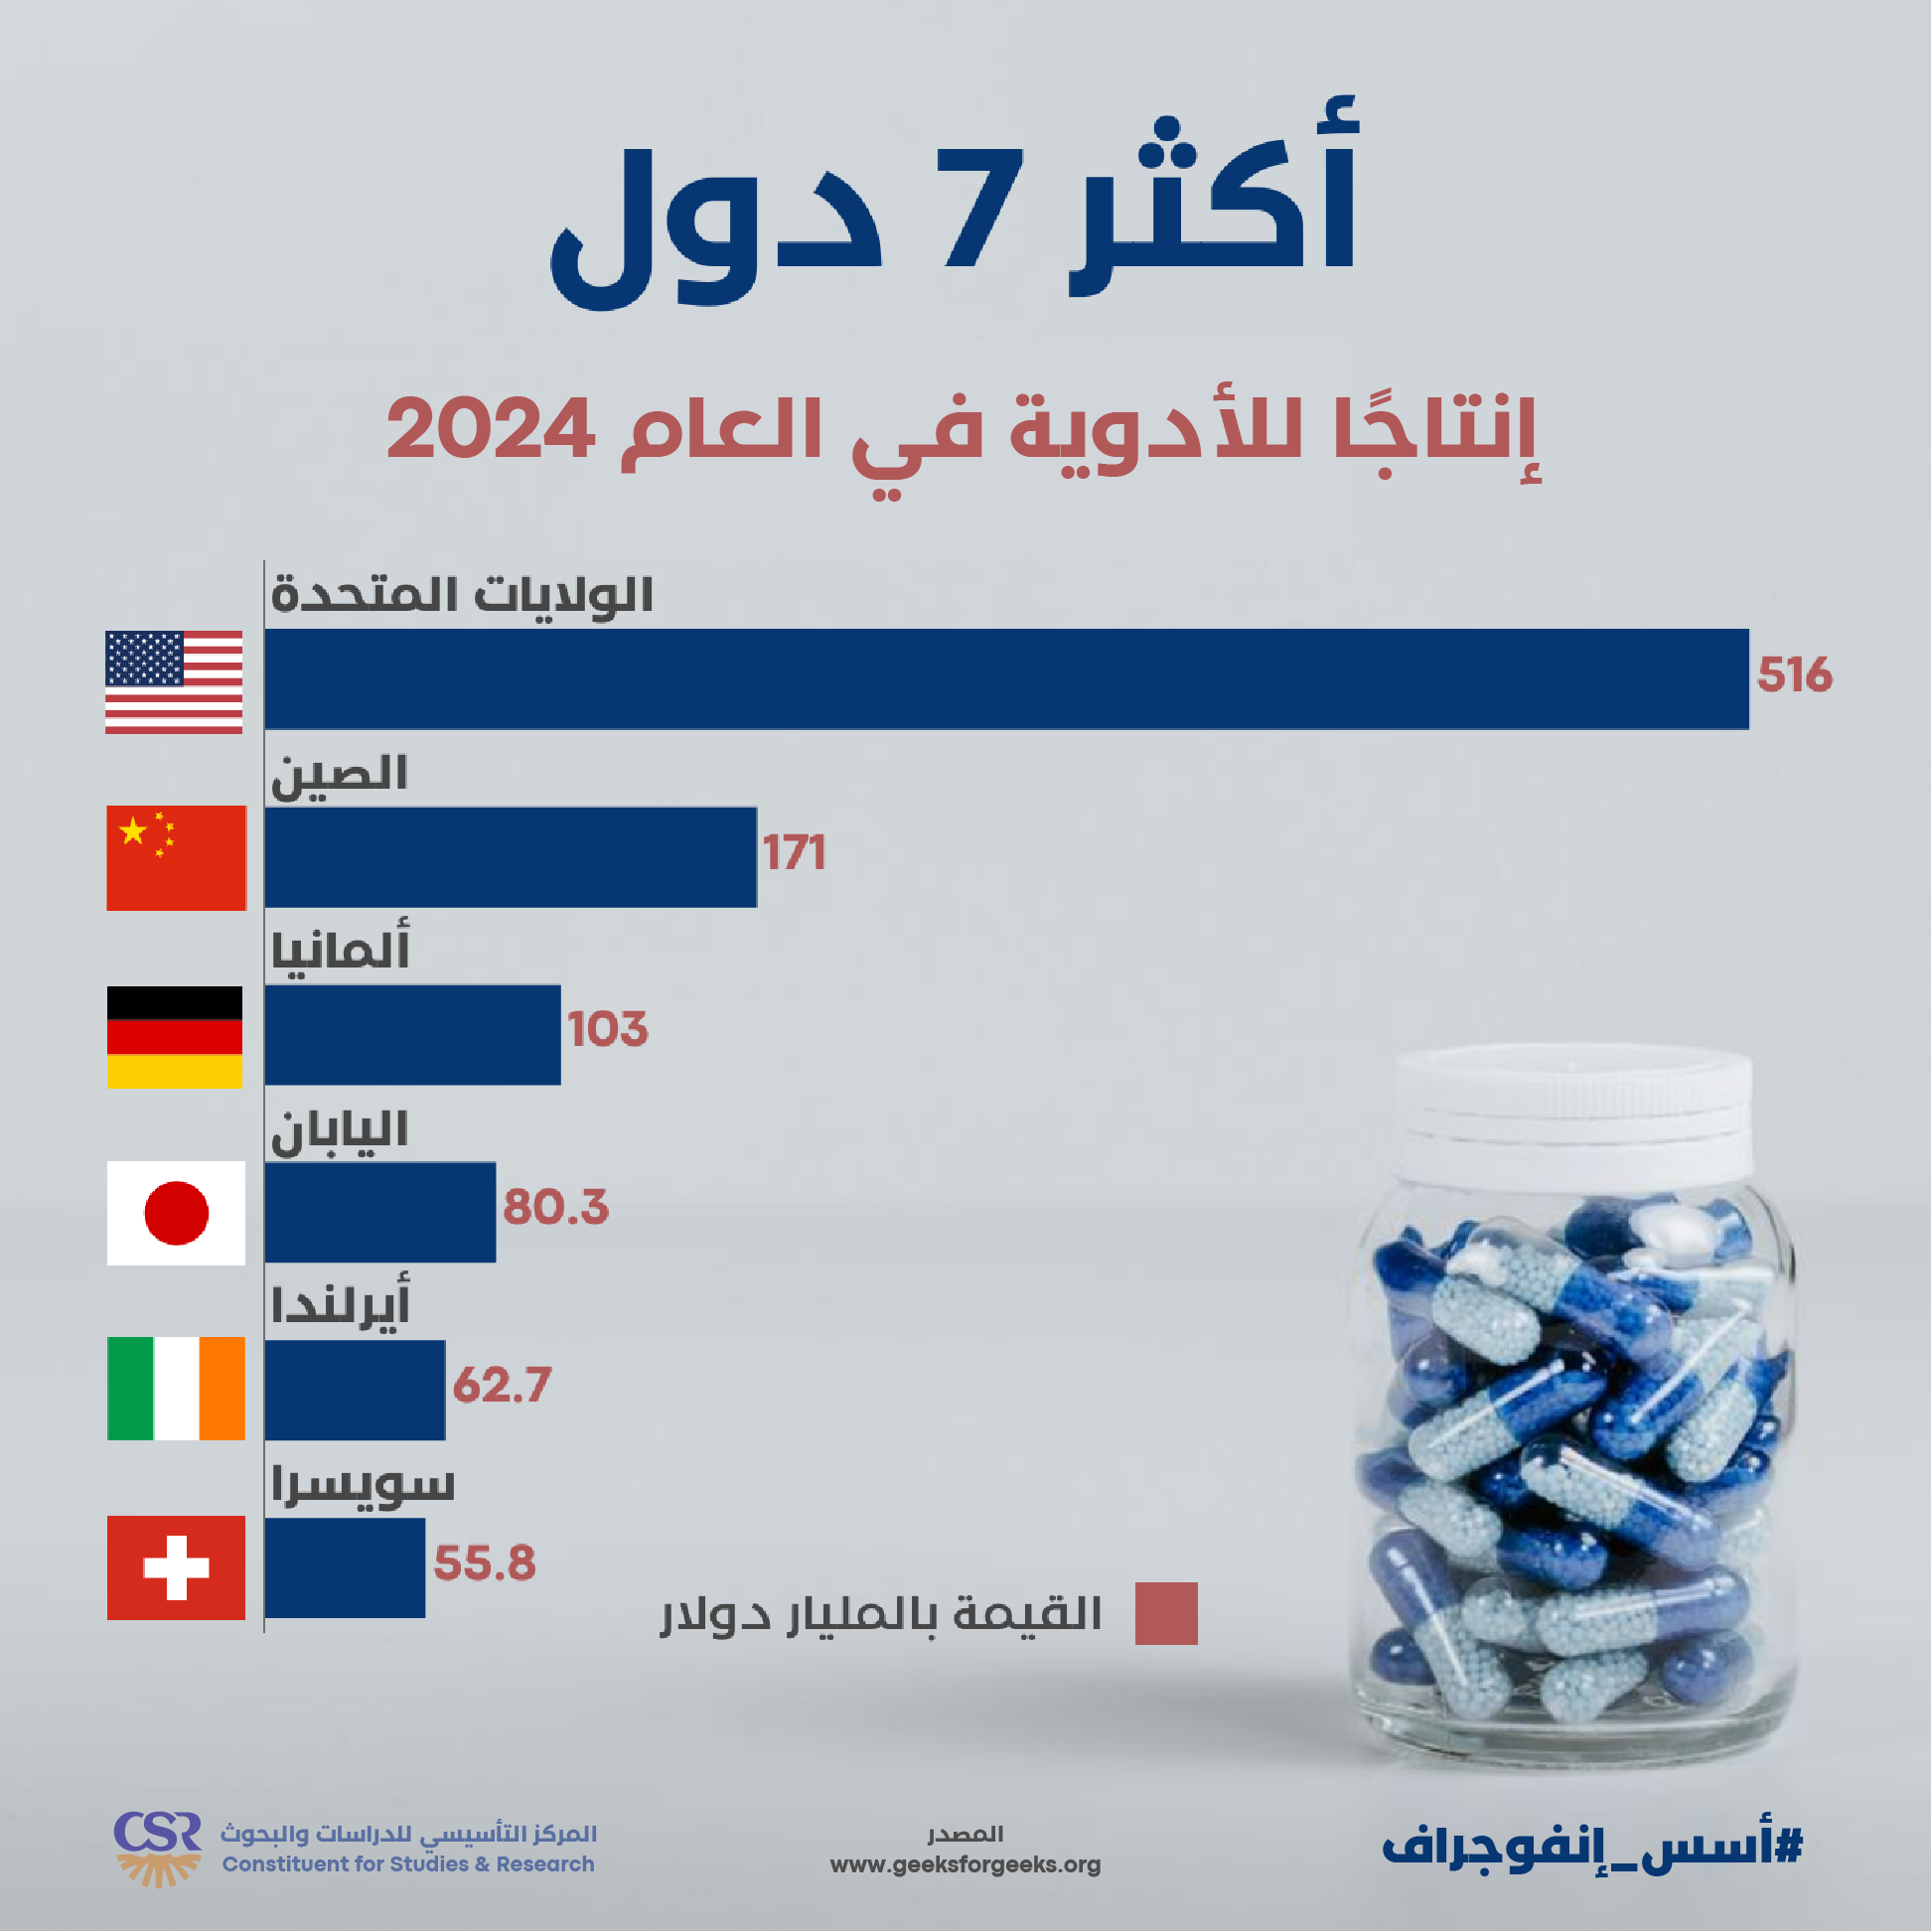 أكثر 7 دول
إنتاجًا للأدوية في العام 2024
الولايات المتحدة
516
الصين
171
ألمانيا
103
اليابان
80.3
أيرلندا
62.7
سويسرا
55.8
القيمة بالمليار دولار
#أسس_إنفوجراف
المصدر
www.geeksforgeeks.org
CSR
المركز التأسيسي للدراسات والبحوث
Constituent for Studies & Research